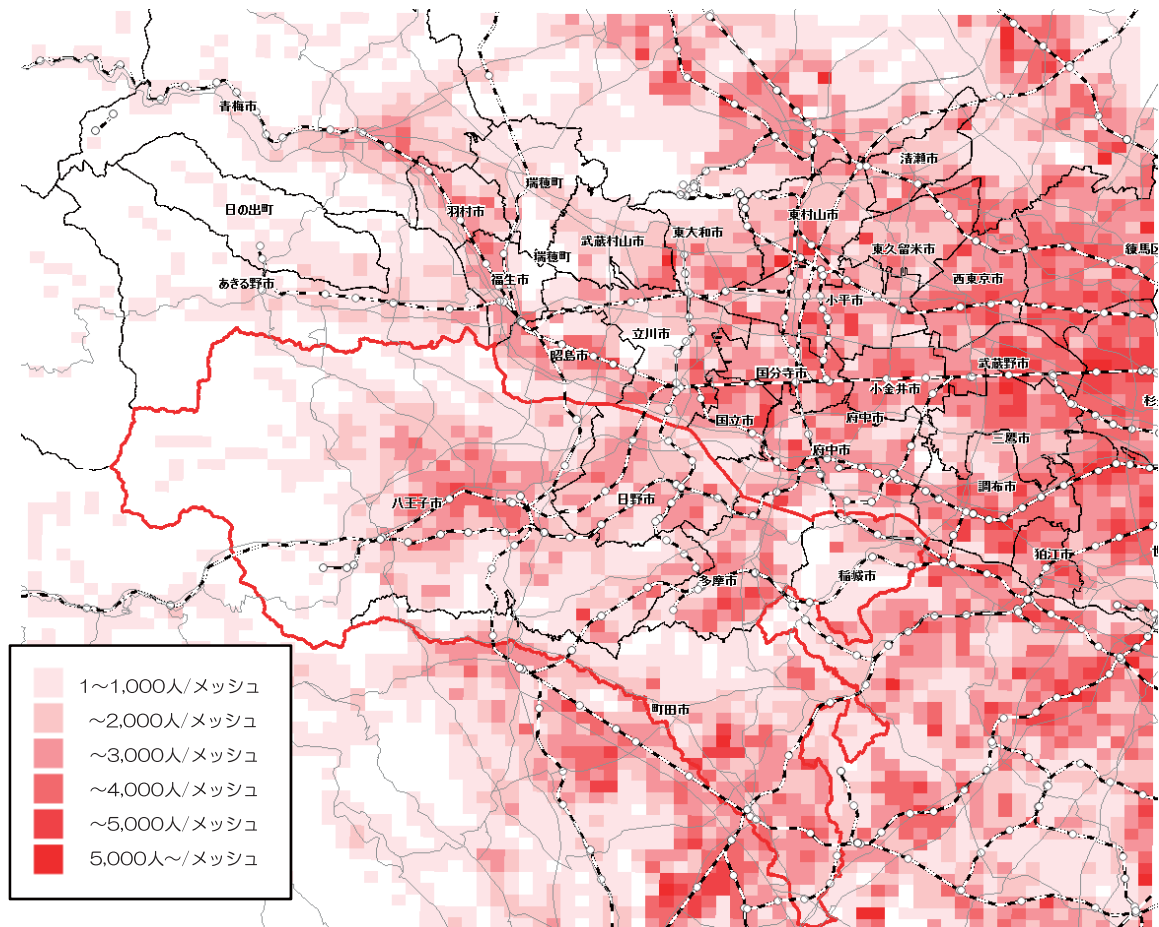 青梅市
清瀬市
瑞穂町
日の出町
羽村市
東村山市
武蔵村山市
東大和市
東久留米市
練馬区
瑞穂町
福生市
あきる野市
西東京市
小平市
立川市
昭島市
武蔵野市
国分寺市
小金井市
杉
国立市
府中市
三鷹市
府中市
調布市
八王子市
日野市
狛江市
世
多摩市
稲城市
町田市
1～1,000人/メッシュ
～2,000人/メッシュ
～3,000人/メッシュ
～4,000人/メッシュ
～5,000人/メッシュ
5,000人～/メッシュ